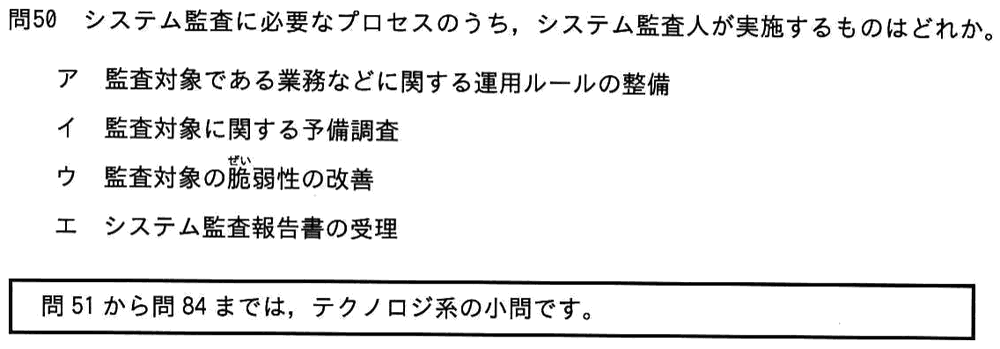 問50 システム監査に必要なプロセスのうち，システム監査人が実施するものはどれか。
ア 監査対象である業務などに関する運用ルールの整備
イ 監査対象に関する予備調査
ぜい
ウ 監査対象の脆弱性の改善
エ システム監査報告書の受理
問 51 から問 84 までは，テクノロジ系の小問です。